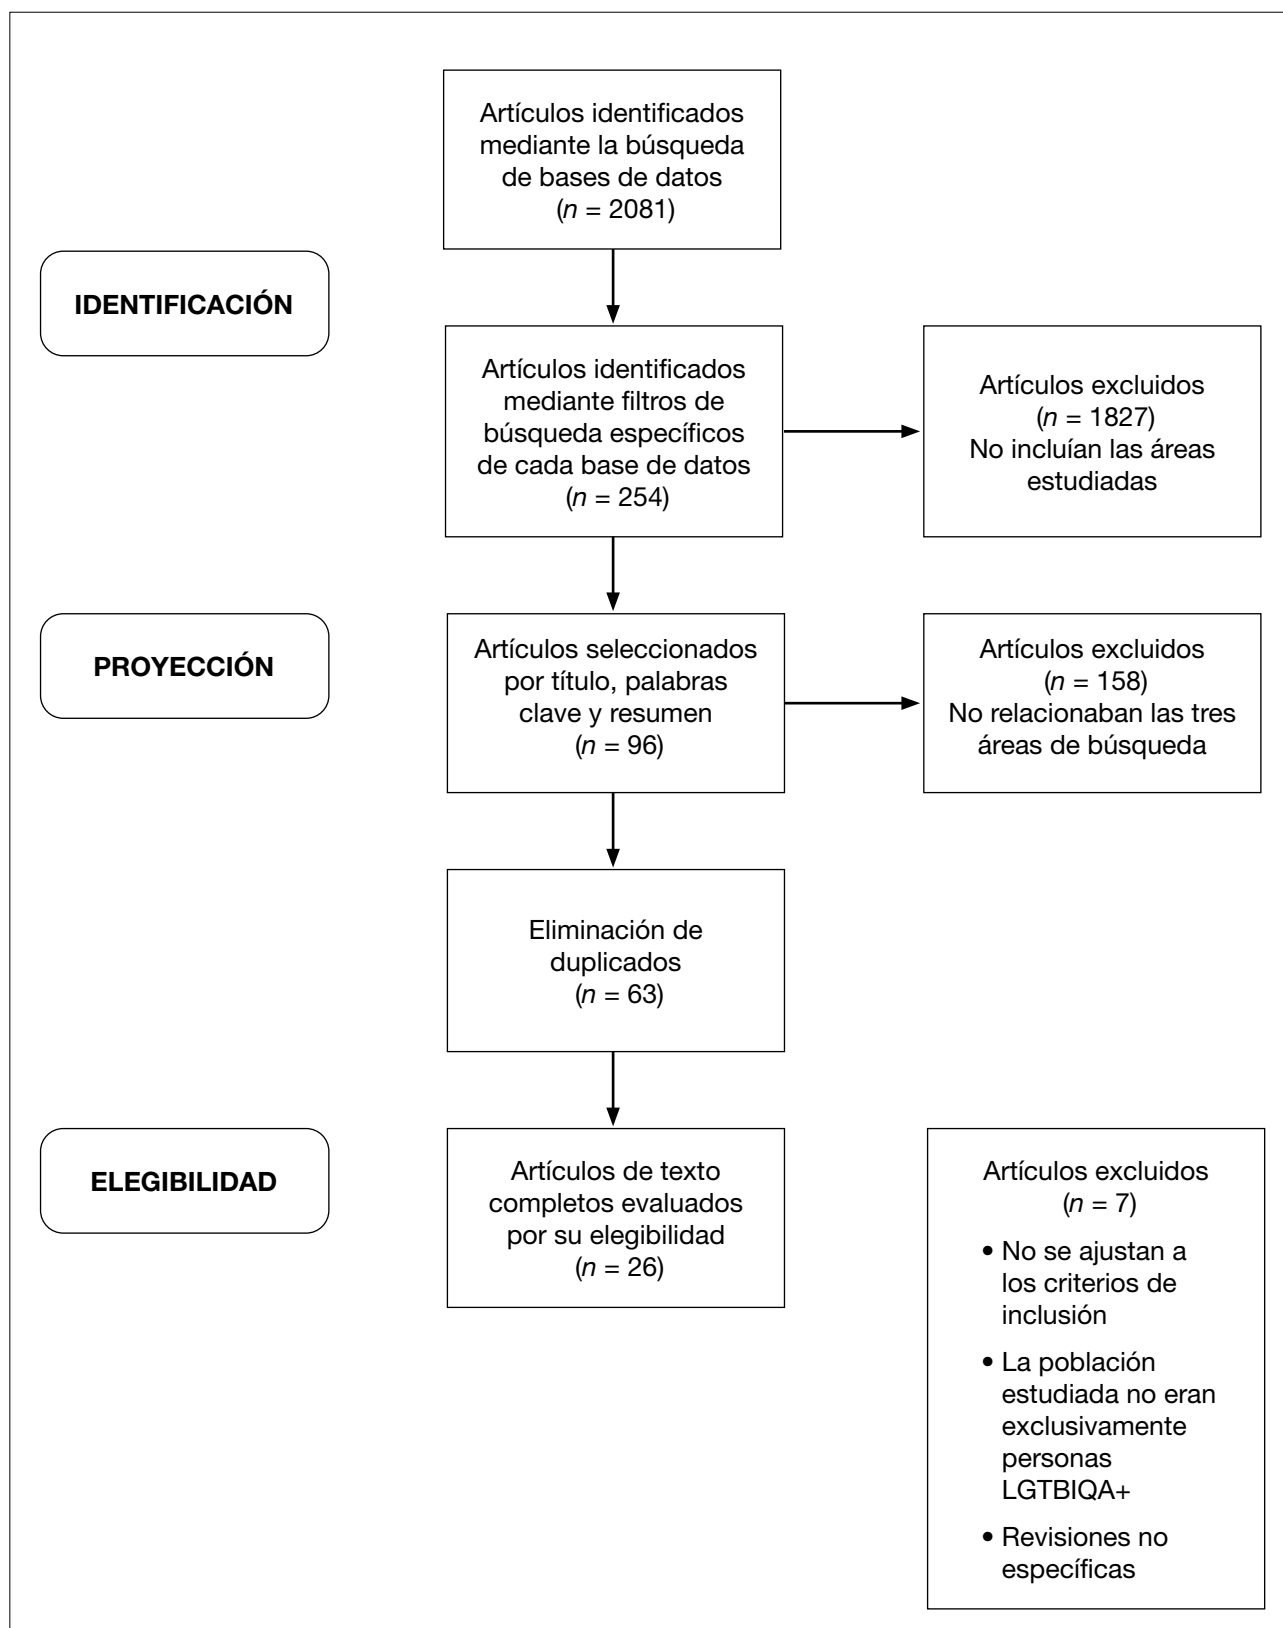 Artículos identificados
mediante la búsqueda
de bases de datos
(n = 2081)
IDENTIFICACIÓN
Artículos identificados
mediante filtros de
búsqueda específicos
de cada base de datos
(n = 254)
Artículos excluidos
(n = 1827)
No incluían las áreas
estudiadas
PROYECCIÓN
Artículos seleccionados
por título, palabras
clave y resumen
(n = 96)
Artículos excluidos
(n = 158)
No relacionaban las tres
áreas de búsqueda
Eliminación de
duplicados
(n = 63)
ELEGIBILIDAD
Artículos de texto
completos evaluados
por su elegibilidad
(n = 26)
Artículos excluidos
(n = 7)
• No se ajustan a
los criterios de
inclusión
• La población
estudiada no eran
exclusivamente
personas
LGTBIQA+
• Revisiones no
específicas